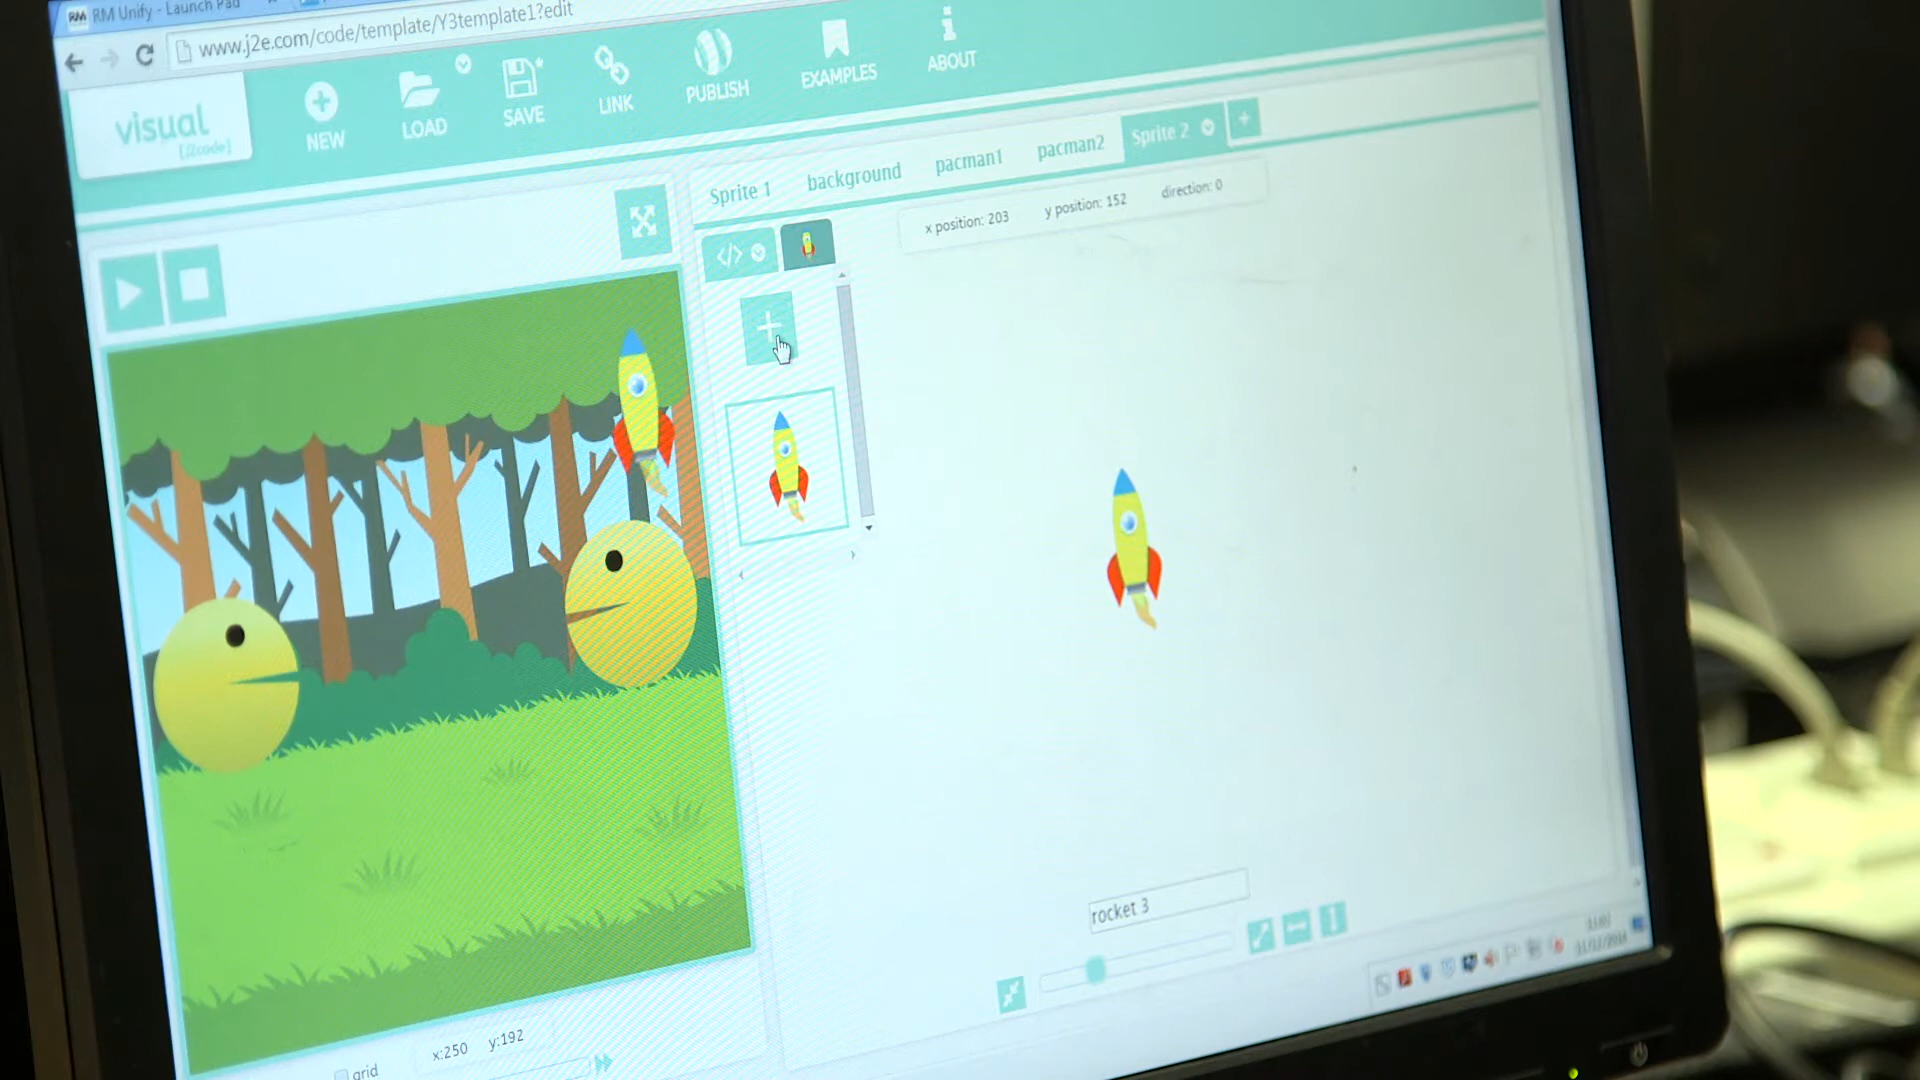 RM Unify - Launch Pad
www.j2e.com/code/template/Y3template1?edit
visual
[j2code]
NEW
LOAD
SAVE
LINK
PUBLISH
EXAMPLES
ABOUT
Sprite 1
background
pacman1
pacman2
Sprite 2
x position: 203
y position: 152
direction: 0
rocket 3
grid
x:250
y:192